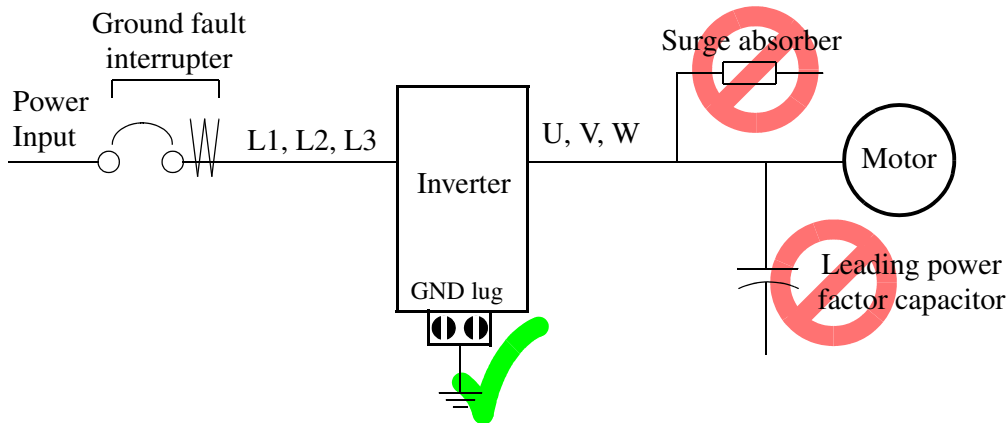 Ground fault
interrupter
Surge absorber
Power
Input
L1, L2, L3
U, V, W
Motor
Inverter
Leading power
factor capacitor
GND lug